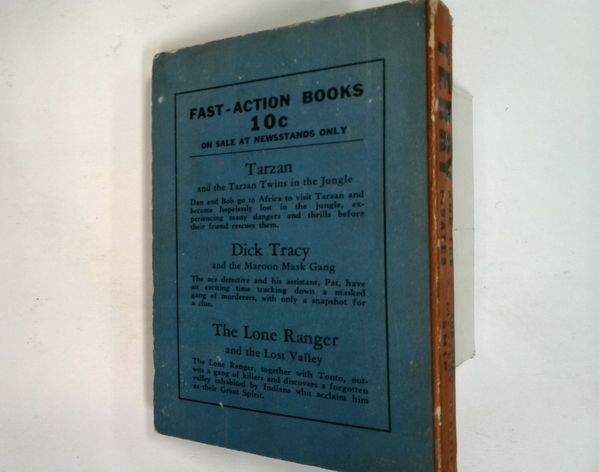 FAST-ACTION BOOKS
10c
ON SALE AT NEWSSTANDS ONLY
Tarzan
and the Tarzan Twins in the Jungle
Dan and Bob go to Africa to visit Tarzan and
become hopelessly lost in the jungle, ex-
periencing many dangers and thrills before
their friend rescues them.
Dick Tracy
and the Maroon Mask Gang
The ace detective and his assistant, Pat, have
an exciting time tracking down a masked
gang of murderers, with only a snapshot for
a clue.
The Lone Ranger
and the Lost Valley
The Lone Ranger, together with Tonto, out-
wits a gang of killers and discovers a forgotten
valley inhabited by Indians who acclaim him
as their Great Spirit.
TERRY